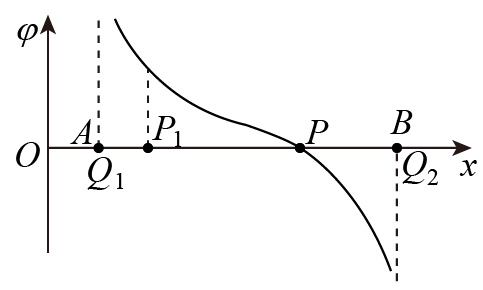 φ
A P₁ P B
O Q₁ Q₂ x